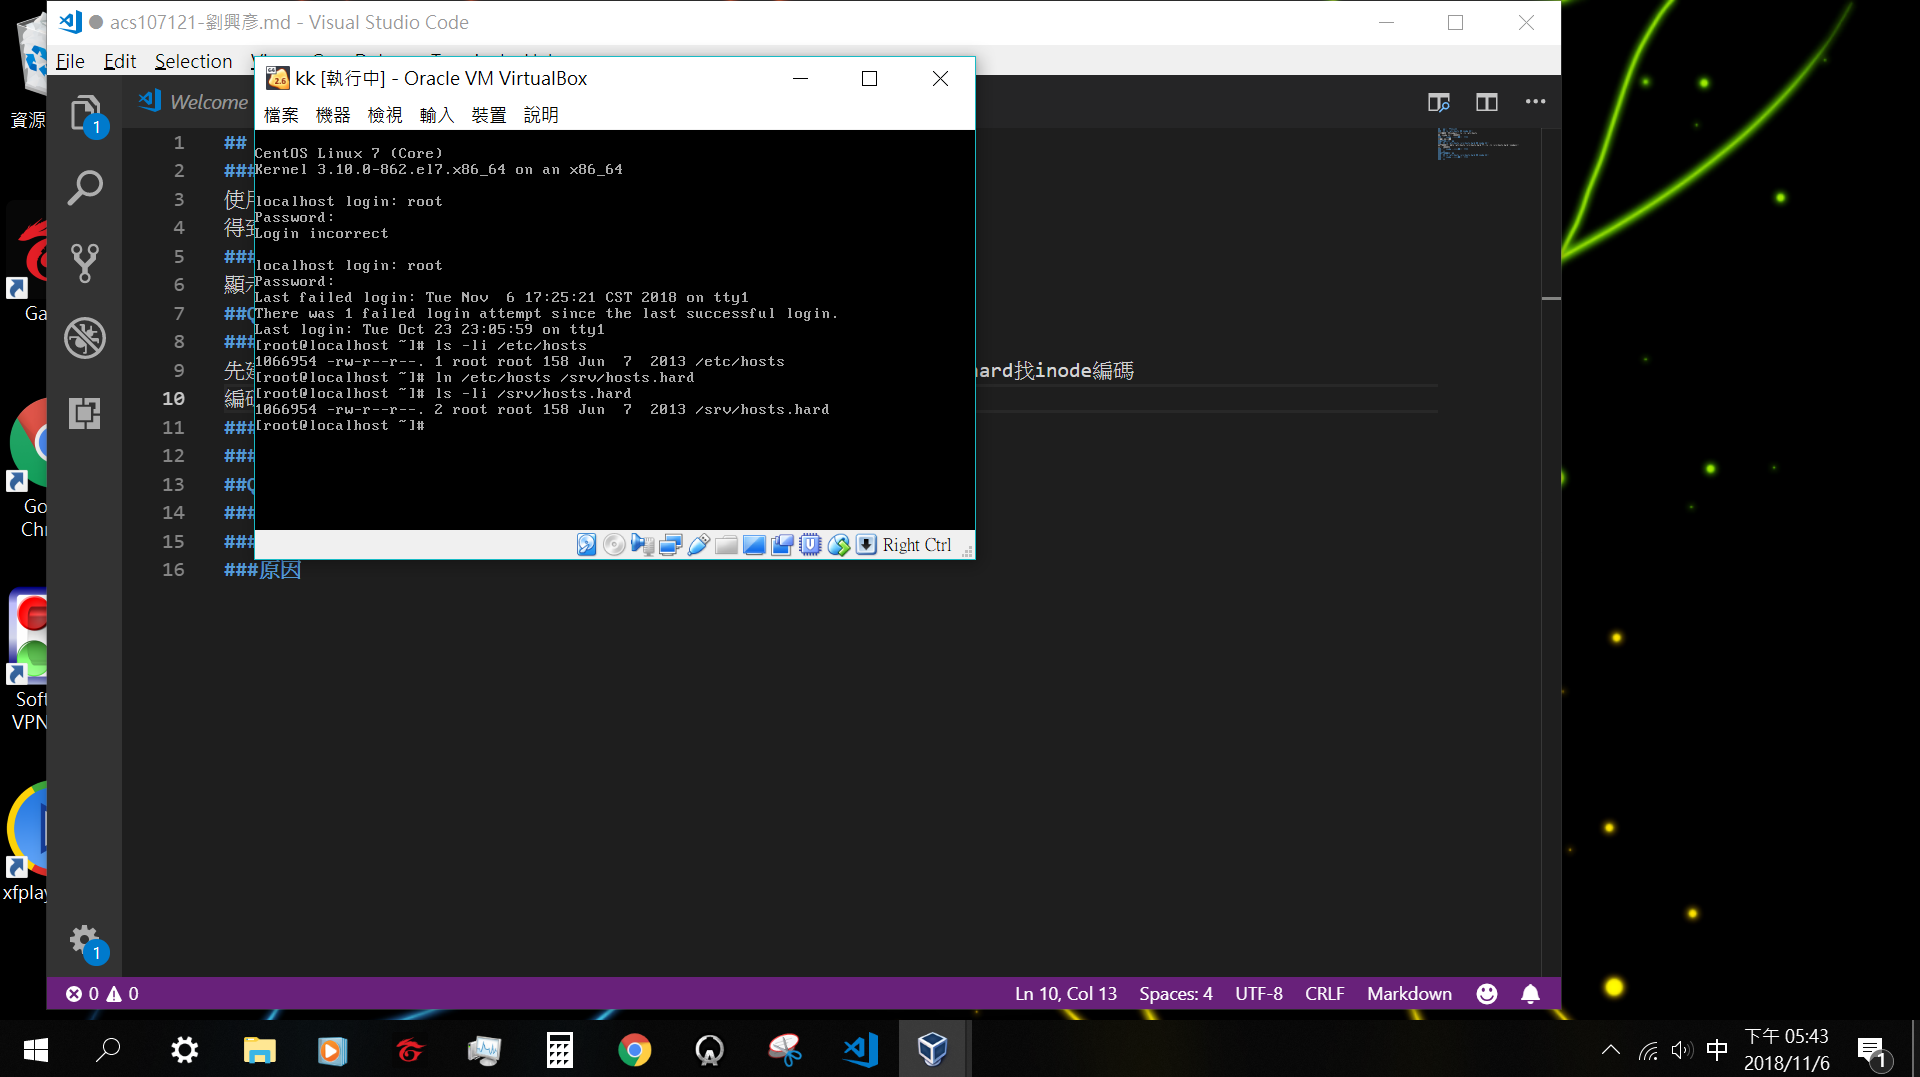 acs107121-劉興彥.md - Visual Studio Code
File Edit Selection
kk [執行中] - Oracle VM VirtualBox
檔案 機器 檢視 輸入 裝置 說明
Welcome
CentOS Linux 7 (Core)
Kernel 3.10.0-862.el7.x86_64 on an x86_64
localhost login: root
Password:
Login incorrect
localhost login: root
Password:
Last failed login: Tue Nov  6 17:25:21 CST 2018 on tty1
There was 1 failed login attempt since the last successful login.
Last login: Tue Oct 23 23:05:59 on tty1
[root@localhost ~]# ls -li /etc/hosts
1066954 -rw-r--r--. 1 root root 158 Jun  7  2013 /etc/hosts
[root@localhost ~]# ln /etc/hosts /srv/hosts.hard
[root@localhost ~]# ls -li /srv/hosts.hard
1066954 -rw-r--r--. 2 root root 158 Jun  7  2013 /srv/hosts.hard
[root@localhost ~]#
Right Ctrl
1 ##
2 ###
3 使用
4 得到
5 ###
6 顯示
7 ##Q
8 ###
9 先建 hard找inode編碼
10 編碼
11 ###
12 ###
13 ##Q
14 ###
15 ###
16 ###原因
1
1
0 0
Ln 10, Col 13 Spaces: 4 UTF-8 CRLF Markdown
資源
Ga
Go
Chr
Soft
VPN
xfplay
中
下午 05:43
2018/11/6
1